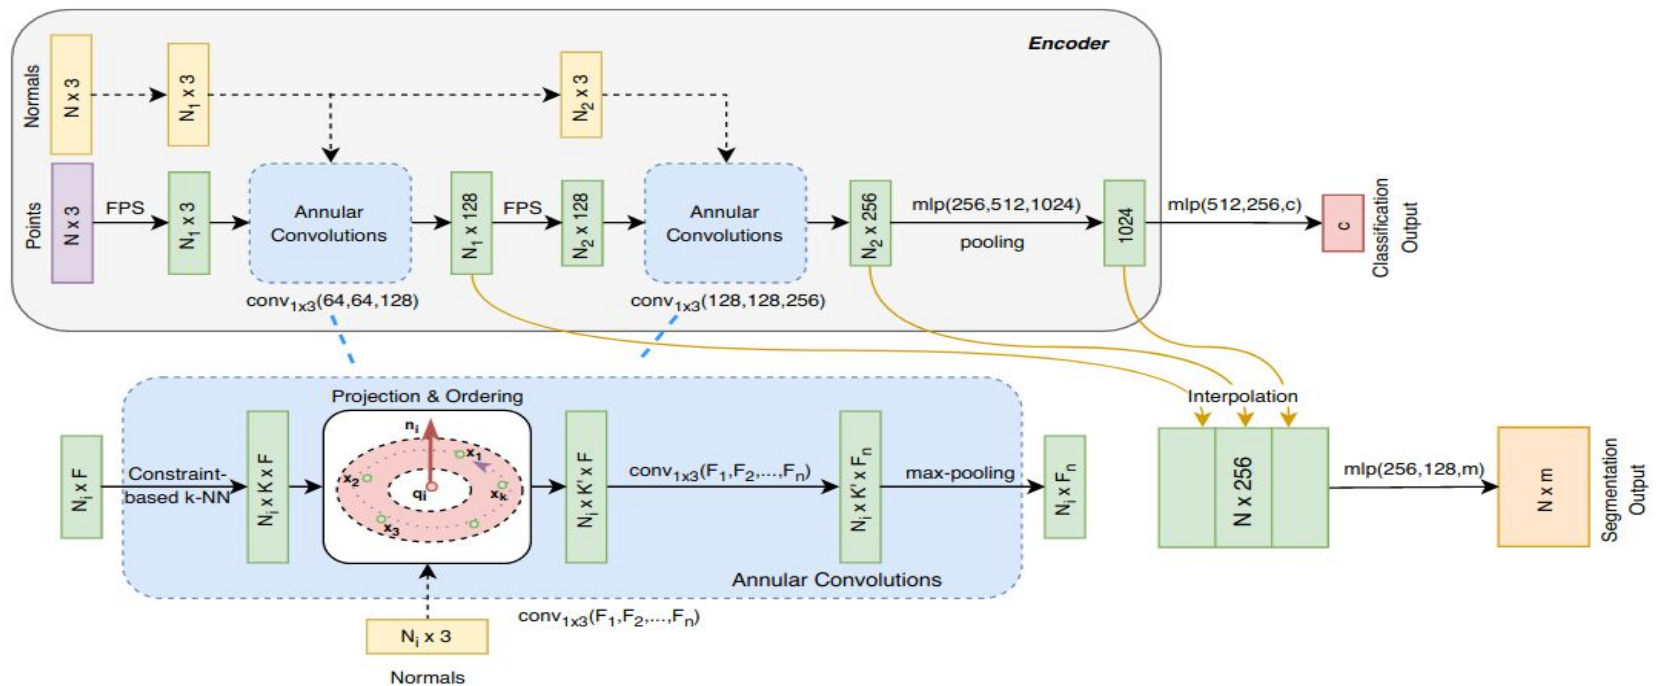 Encoder
Normals
N x 3
N₁ x 3
N₂ x 3
Points
N x 3
FPS
N₁ x 3
Annular
Convolutions
conv₁ₓ₃(64,64,128)
N₁ x 128
FPS
N₂ x 128
Annular
Convolutions
conv₁ₓ₃(128,128,256)
N₂ x 256
mlp(256,512,1024)
pooling
1024
mlp(512,256,c)
c
Classification
Output
Projection & Ordering
Nᵢ x F
Constraint-
based k-NN
Nᵢ x K x F
nᵢ
x₁
x₂
qᵢ
xₖ
x₃
Nᵢ x K' x F
conv₁ₓ₃(F₁,F₂,...,Fₙ)
Nᵢ x K' x Fₙ
max-pooling
Nᵢ x Fₙ
Annular Convolutions
conv₁ₓ₃(F₁,F₂,...,Fₙ)
Nᵢ x 3
Normals
Interpolation
N x 256
mlp(256,128,m)
N x m
Segmentation
Output